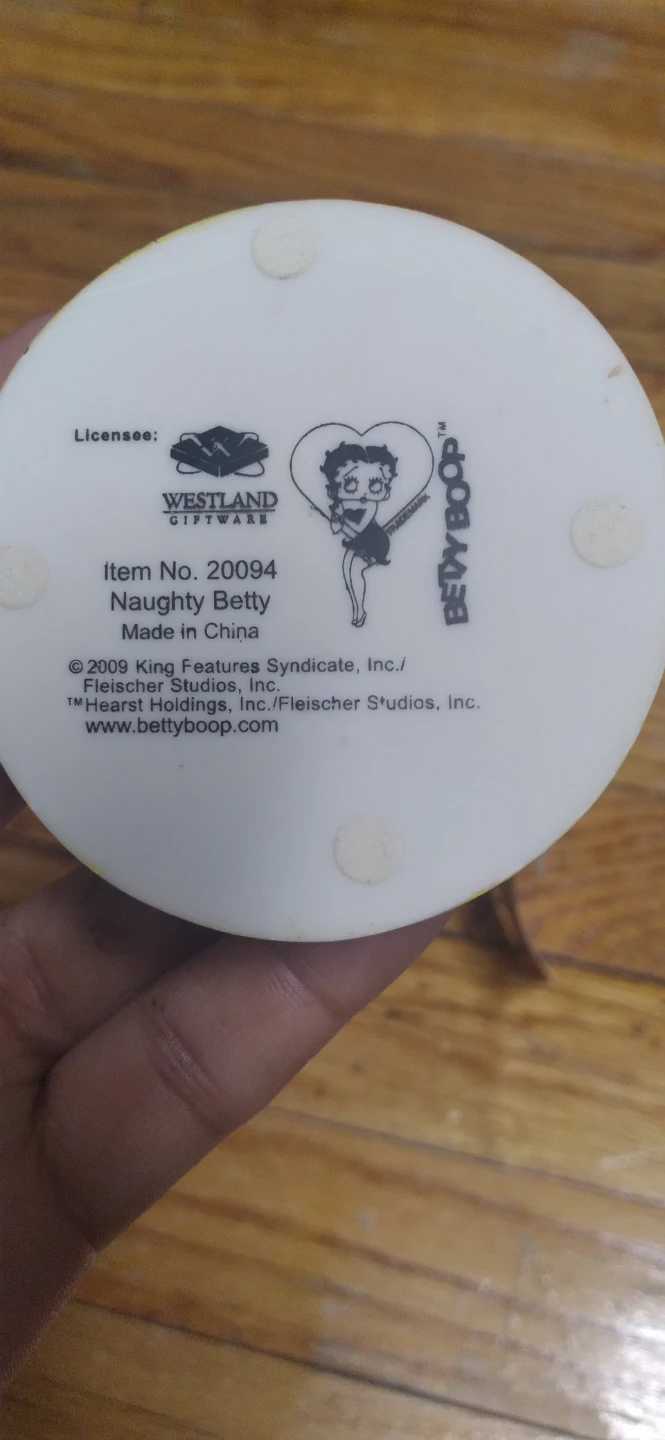 Licensee:
WESTLAND
GIFTWARE
TRADEMARK
BETTY BOOP™
Item No. 20094
Naughty Betty
Made in China
© 2009 King Features Syndicate, Inc./
Fleischer Studios, Inc.
™Hearst Holdings, Inc./Fleischer Studios, Inc.
www.bettyboop.com